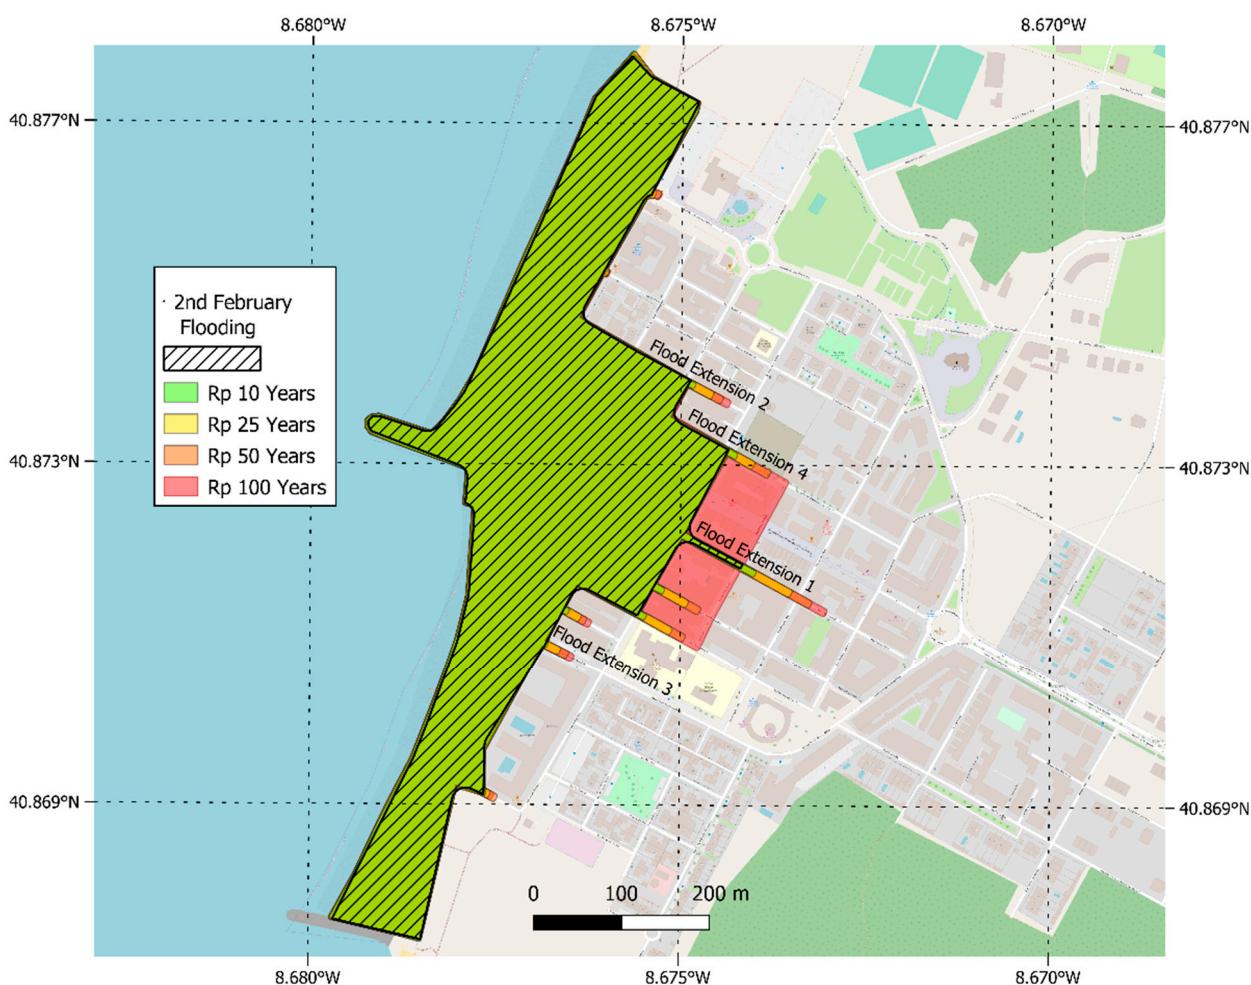 8.680°W 8.675°W 8.670°W
40.877°N 40.877°N
2nd February
Flooding
Rp 10 Years
Rp 25 Years
Rp 50 Years
Rp 100 Years
Flood Extension 2
Flood Extension 4
40.873°N 40.873°N
Flood Extension 1
Flood Extension 3
40.869°N 40.869°N
0 100 200 m
8.680°W 8.675°W 8.670°W